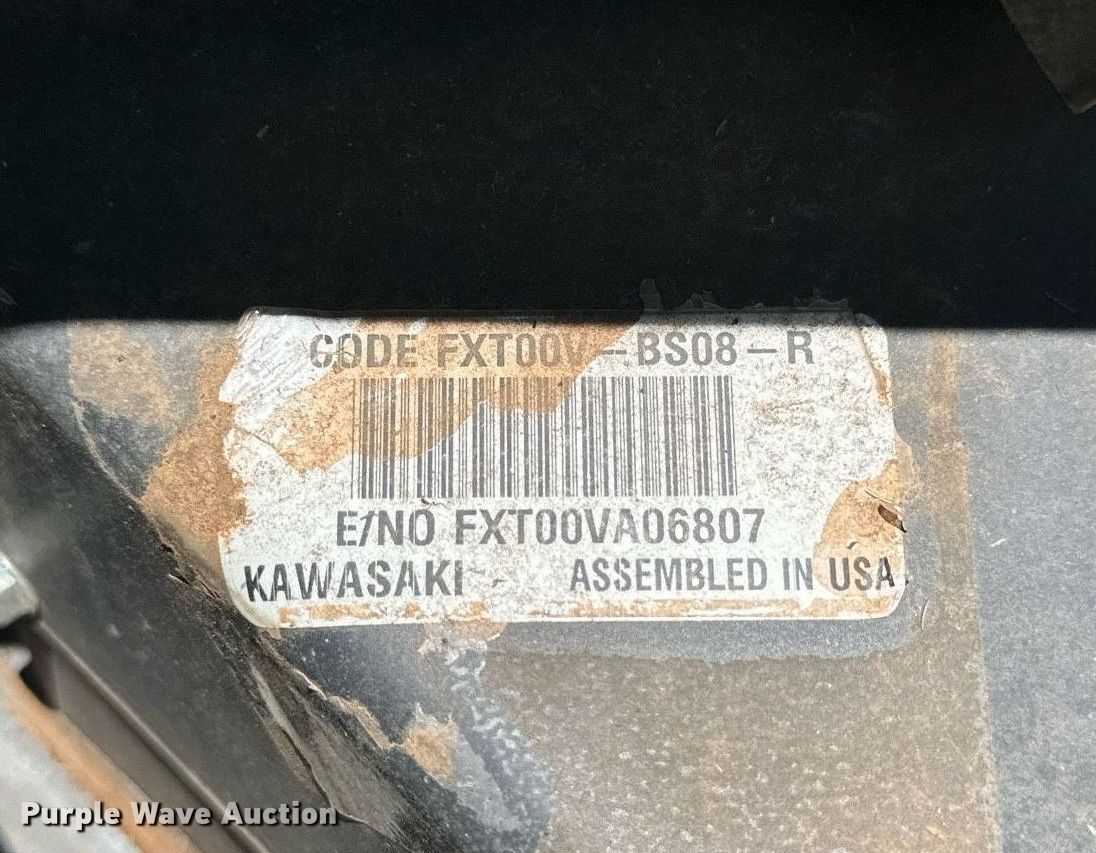 CODE FXT00V-BS08-R
E/NO FXT00VA06807
KAWASAKI ASSEMBLED IN USA
Purple Wave Auction